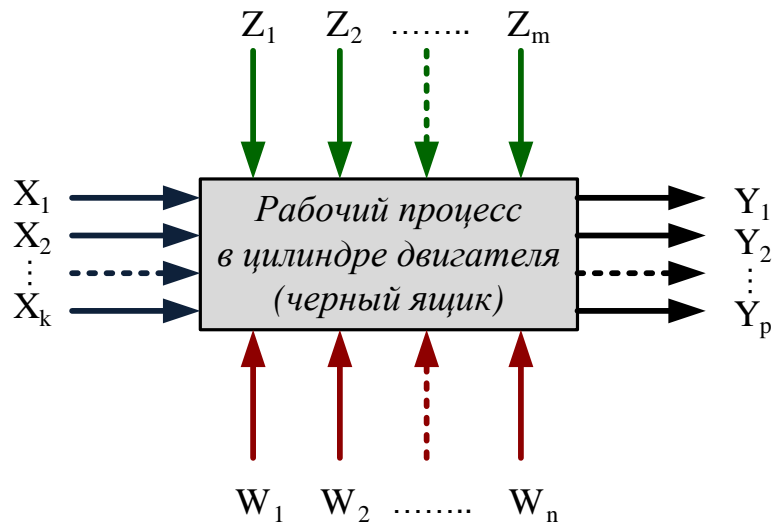 Z1 Z2 ........ Zm
X1
X2
⋮
Xk
Рабочий процесс
в цилиндре двигателя
(черный ящик)
Y1
Y2
⋮
Yp
W1 W2 ........ Wn